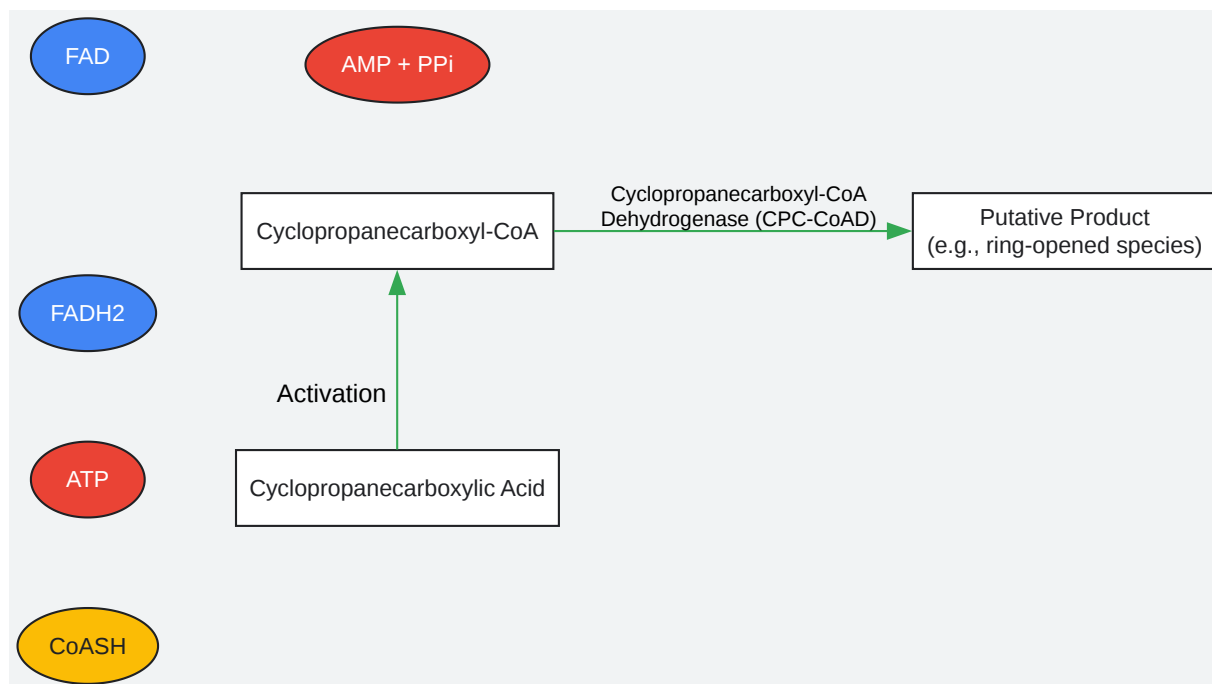 FAD
AMP + PPi
Cyclopropanecarboxyl-CoA
Cyclopropanecarboxyl-CoA
Dehydrogenase (CPC-CoAD)
Putative Product
(e.g., ring-opened species)
FADH2
Activation
ATP
Cyclopropanecarboxylic Acid
CoASH